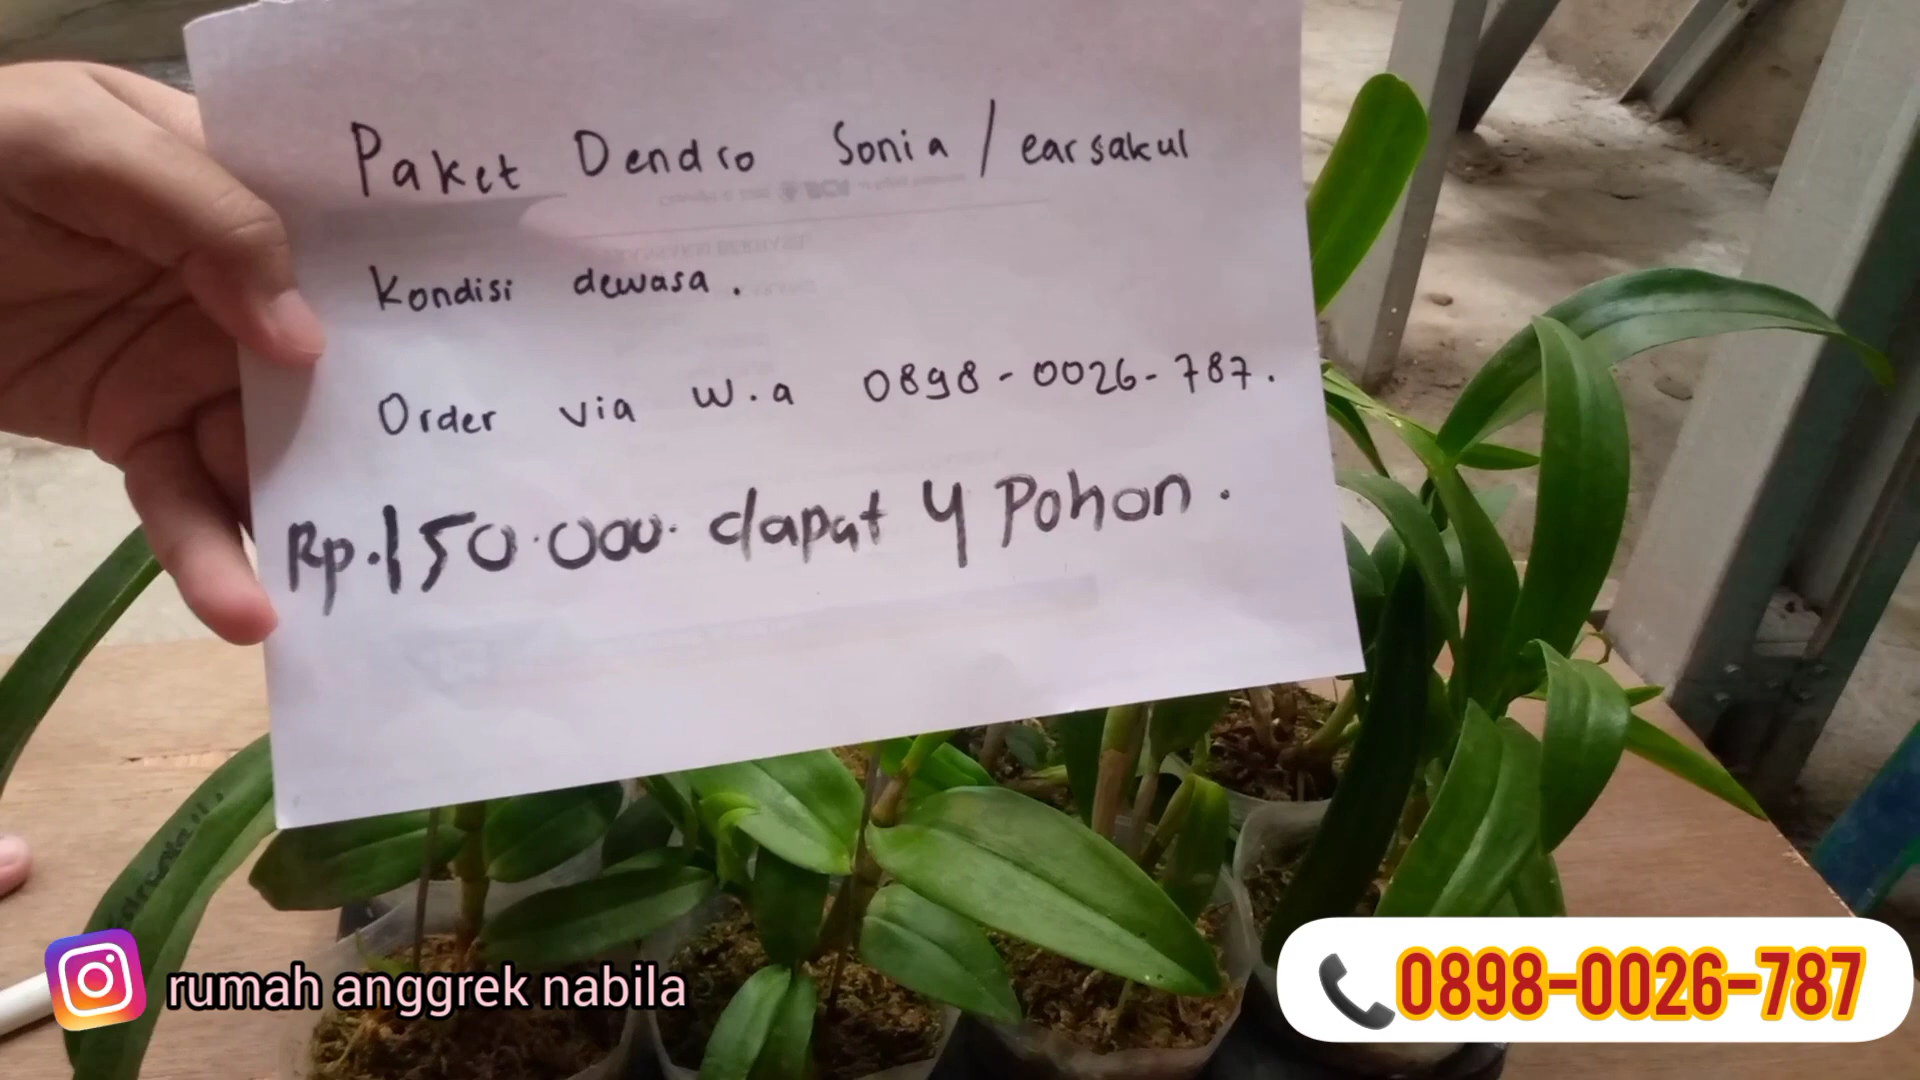 Paket Dendro Sonia / earsakul
Kondisi dewasa.
Order via w.a 0898-0026-787.
Rp.150.000. dapat 4 Pohon.
rumah anggrek nabila
0898-0026-787